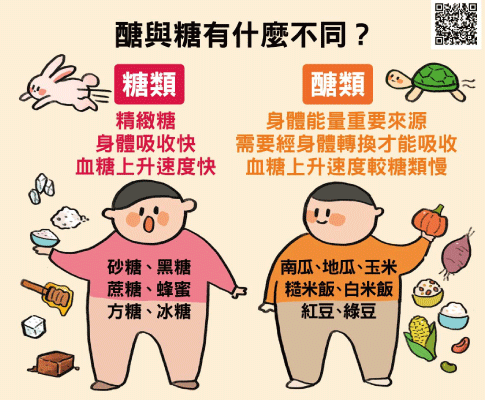 醣與糖有什麼不同？
糖類
精緻糖
身體吸收快
血糖上升速度快
砂糖、黑糖
蔗糖、蜂蜜
方糖、冰糖
醣類
身體能量重要來源
需要經身體轉換才能吸收
血糖上升速度較糖類慢
南瓜、地瓜、玉米
糙米飯、白米飯
紅豆、綠豆